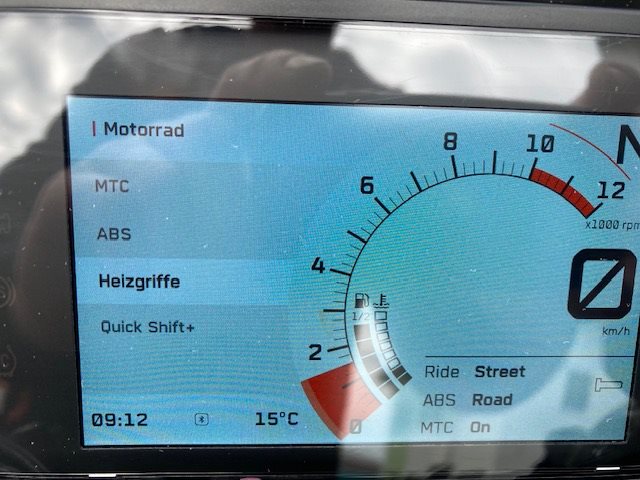 Motorrad
MTC
ABS
Heizgriffe
Quick Shift+
09:12
15°C
0
2
4
6
8
10
12
x1000 rpm
N
1/2
0
km/h
Ride Street
ABS Road
MTC On